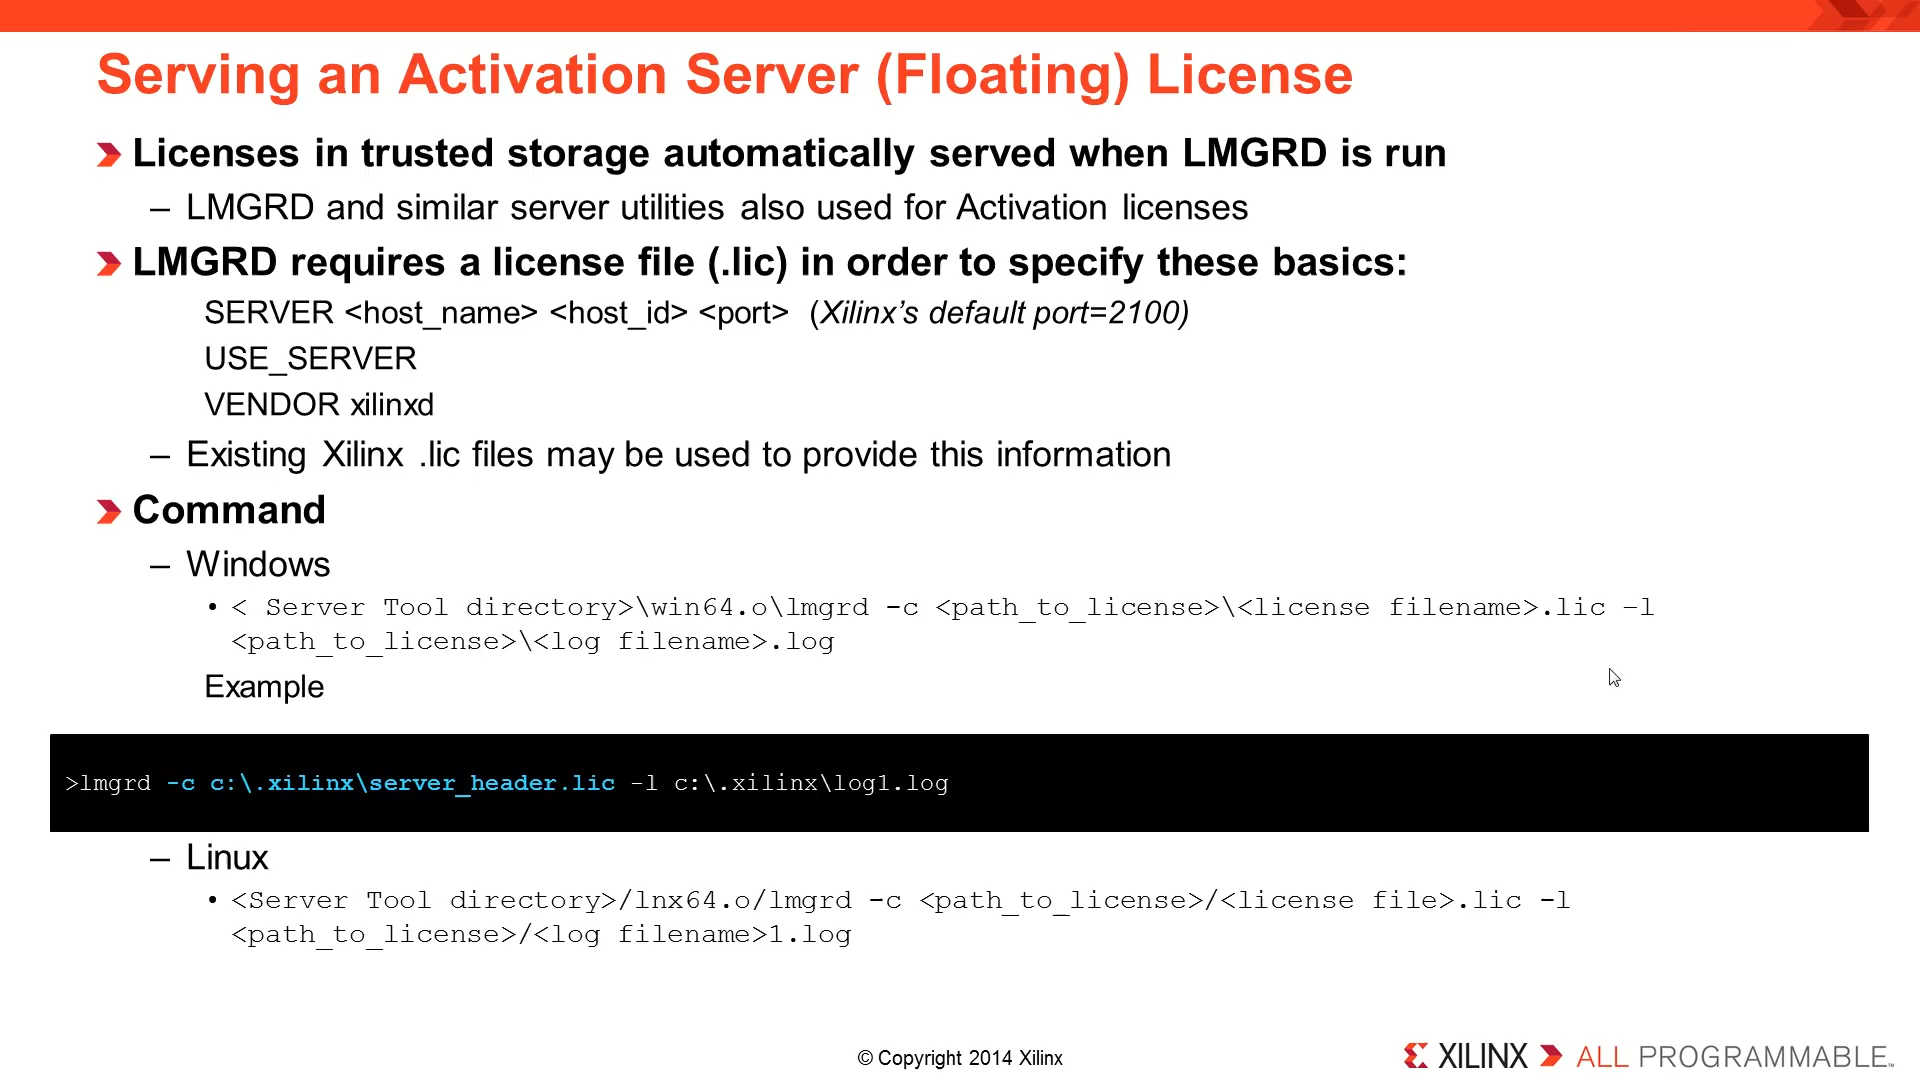 Serving an Activation Server (Floating) License
Licenses in trusted storage automatically served when LMGRD is run
– LMGRD and similar server utilities also used for Activation licenses
LMGRD requires a license file (.lic) in order to specify these basics:
SERVER <host_name> <host_id> <port> (Xilinx’s default port=2100)
USE_SERVER
VENDOR xilinxd
– Existing Xilinx .lic files may be used to provide this information
Command
– Windows
• < Server Tool directory>\win64.o\lmgrd -c <path_to_license>\<license filename>.lic –l
<path_to_license>\<log filename>.log
Example
>lmgrd -c c:\.xilinx\server_header.lic -l c:\.xilinx\log1.log
– Linux
• <Server Tool directory>/lnx64.o/lmgrd -c <path_to_license>/<license file>.lic -l
<path_to_license>/<log filename>1.log
© Copyright 2014 Xilinx
XILINX ALL PROGRAMMABLE™